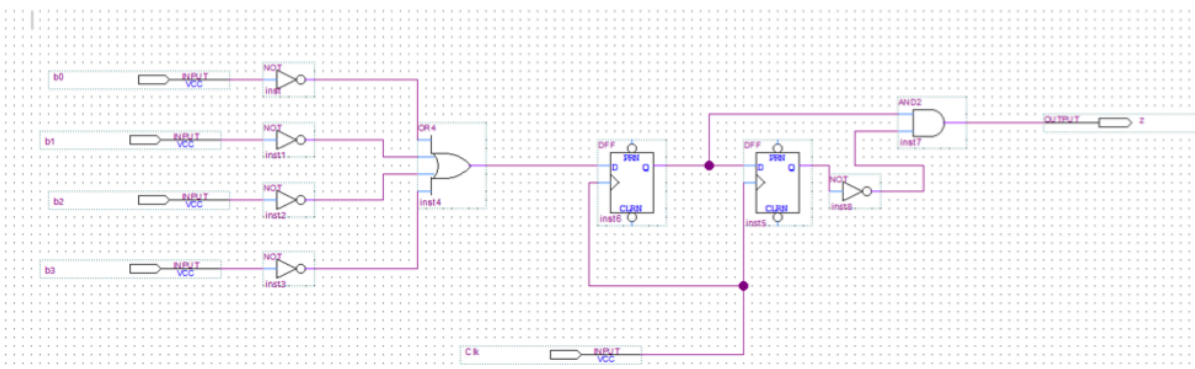 b0
INPUT
VCC
NOT
inst
b1
INPUT
VCC
NOT
inst1
b2
INPUT
VCC
NOT
inst2
b3
INPUT
VCC
NOT
inst3
OR4
inst4
DFF
PRN
D
Q
CLRN
inst6
DFF
PRN
D
Q
CLRN
inst5
NOT
inst8
AND2
inst7
OUTPUT
z
Clk
INPUT
VCC